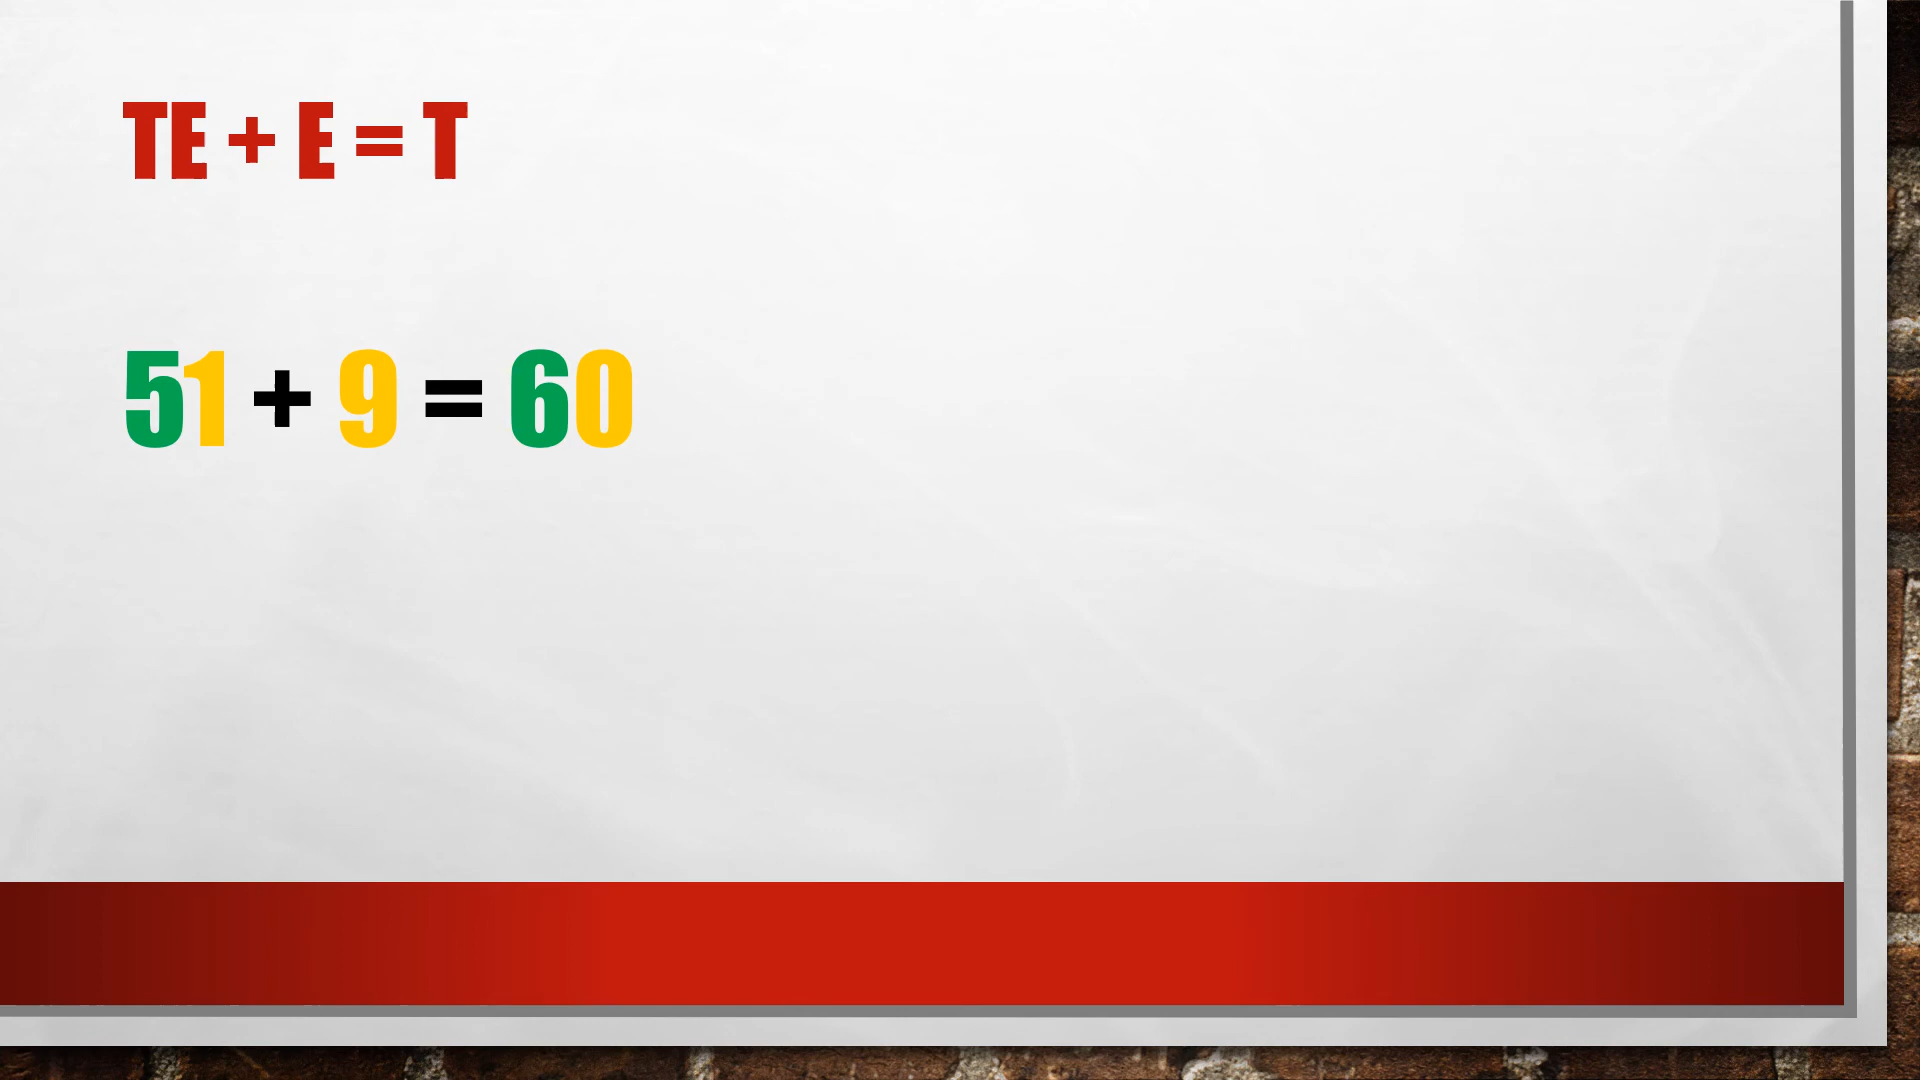 TE + E = T
51 + 9 = 60